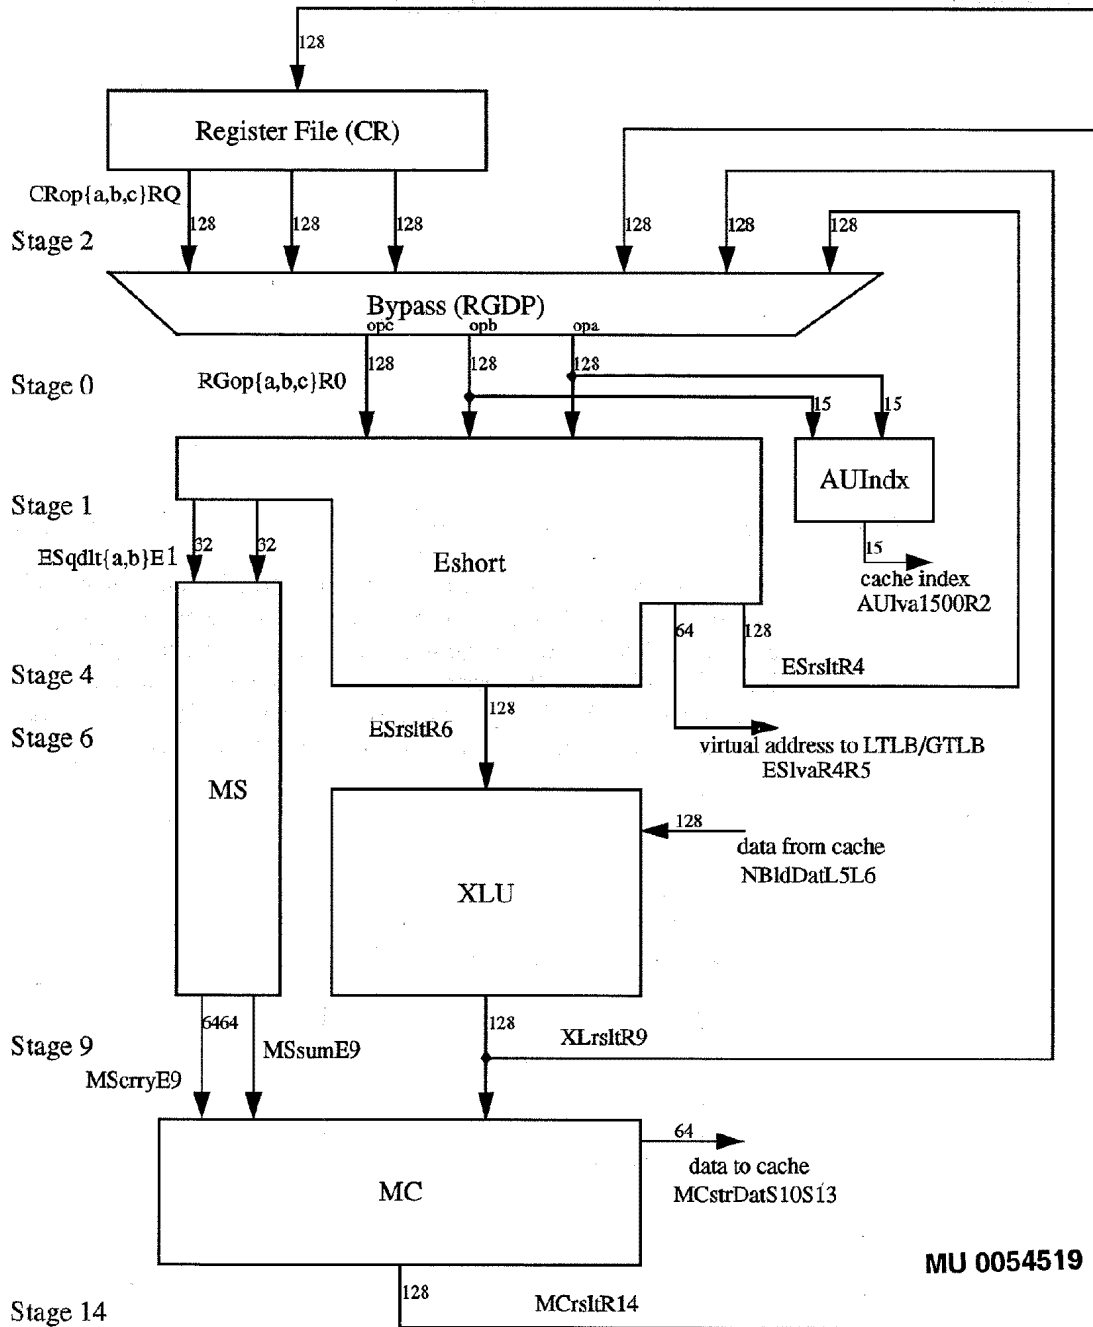 128
Register File (CR)
CRop{a,b,c}RQ
128 128 128 128 128 128
Stage 2
Bypass (RGDP)
opc opb opa
128 128 128
RGop{a,b,c}R0
Stage 0
15 15
AUIndx
Stage 1
32 32
ESqdlt{a,b}E1
Eshort
15
cache index
AUlva1500R2
64 128
ESrsltR4
Stage 4
128
ESrsltR6
Stage 6
virtual address to LTLB/GTLB
ESlvaR4R5
MS
128
data from cache
NBldDatL5L6
XLU
6464
128
XLrsltR9
Stage 9
MSsumE9
MScrryE9
64
data to cache
MCstrDatS10S13
MC
MU 0054519
128
MCrsltR14
Stage 14